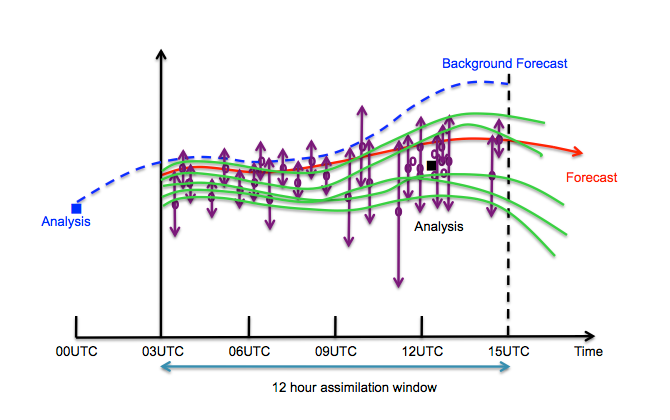 Background Forecast
Forecast
Analysis
Analysis
00UTC 03UTC 06UTC 09UTC 12UTC 15UTC Time
12 hour assimilation window